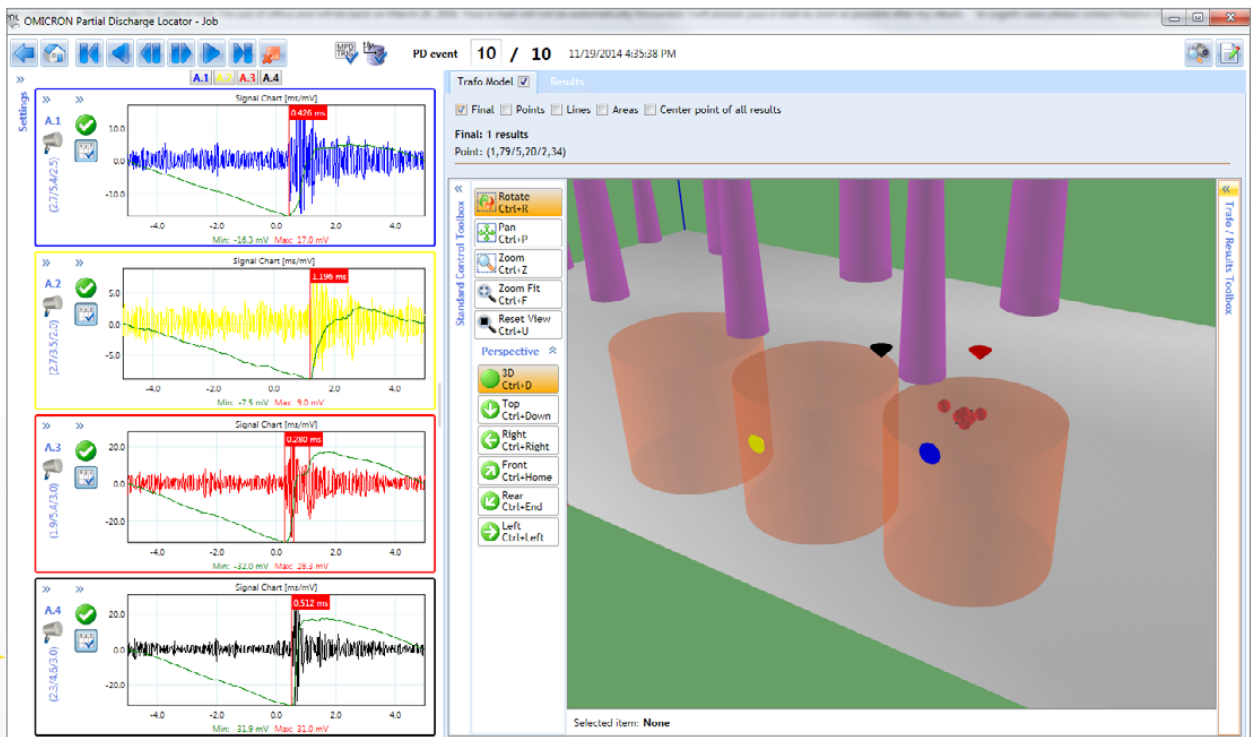 OMICRON Partial Discharge Locator - Job
MPD
TRIG
PD event 10 / 10 11/19/2014 4:35:38 PM
A.1 A.2 A.3 A.4
Settings
A.1
(2.7/5.4/2.5)
Signal Chart [ms/mV]
0.426 ms
10.0
0.0
-10.0
-4.0 -2.0 0.0 2.0 4.0
Min: -16.3 mV Max: 17.0 mV
A.2
(2.7/3.5/2.0)
Signal Chart [ms/mV]
1.196 ms
5.0
0.0
-5.0
-4.0 -2.0 0.0 2.0 4.0
Min: -7.5 mV Max: 9.0 mV
A.3
(1.9/5.4/3.0)
Signal Chart [ms/mV]
0.280 ms
20.0
0.0
-20.0
-4.0 -2.0 0.0 2.0 4.0
Min: -32.0 mV Max: 28.3 mV
A.4
(2.3/4.6/3.0)
Signal Chart [ms/mV]
0.512 ms
20.0
0.0
-20.0
-4.0 -2.0 0.0 2.0 4.0
Min: -31.9 mV Max: 31.0 mV
Trafo Model Results
Final Points Lines Areas Center point of all results
Final: 1 results
Point: (1,79/5,20/2,34)
Standard Control Toolbox
Rotate
Ctrl+R
Pan
Ctrl+P
Zoom
Ctrl+Z
Zoom Fit
Ctrl+F
Reset View
Ctrl+U
Perspective
3D
Ctrl+D
Top
Ctrl+Down
Right
Ctrl+Right
Front
Ctrl+Home
Rear
Ctrl+End
Left
Ctrl+Left
Trafo / Results Toolbox
Selected item: None